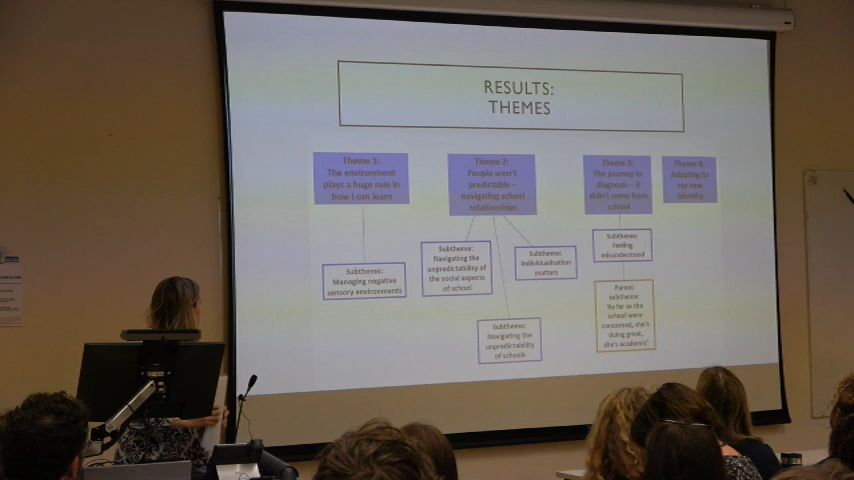 RESULTS:
THEMES
Theme 1:
The environment
plays a huge role in
how I can learn
Theme 2:
People aren't
predictable –
navigating school
relationships
Theme 3:
The journey to
diagnosis – it
didn't come from
school
Theme 4:
Adusting to
my new
identity
Subtheme:
Managing negative
sensory environments
Subtheme:
Navigating the
unpredictability of
the social aspects
of school
Subtheme:
Individualisation
matters
Subtheme:
Navigating the
unpredictability
of schools
Subtheme:
Feeling
misunderstood
Parent
subtheme:
'As far as the
school were
concerned, she's
doing great,
she's academic'